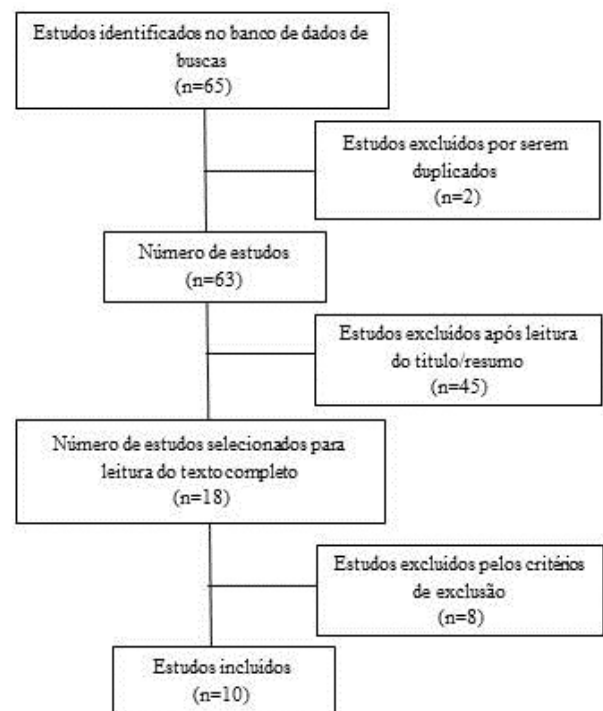 Estudos identificados no banco de dados de
buscas
(n=65)
Estudos excluídos por serem
duplicados
(n=2)
Número de estudos
(n=63)
Estudos excluídos após leitura
do título/resumo
(n=45)
Número de estudos selecionados para
leitura do texto completo
(n=18)
Estudos excluídos pelos critérios
de exclusão
(n=8)
Estudos incluídos
(n=10)